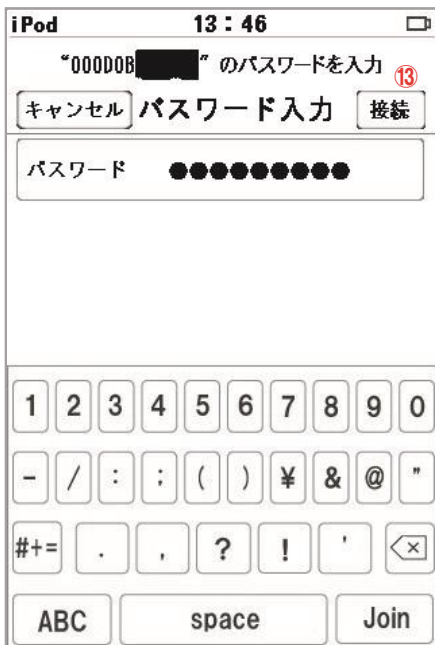 iPod 13:46
"000D0B" のパスワードを入力
⑬
キャンセル パスワード入力 接続
パスワード ●●●●●●●●●
1 2 3 4 5 6 7 8 9 0
- / : ; ( ) ¥ & @ "
#+= . , ? ! '
ABC space Join